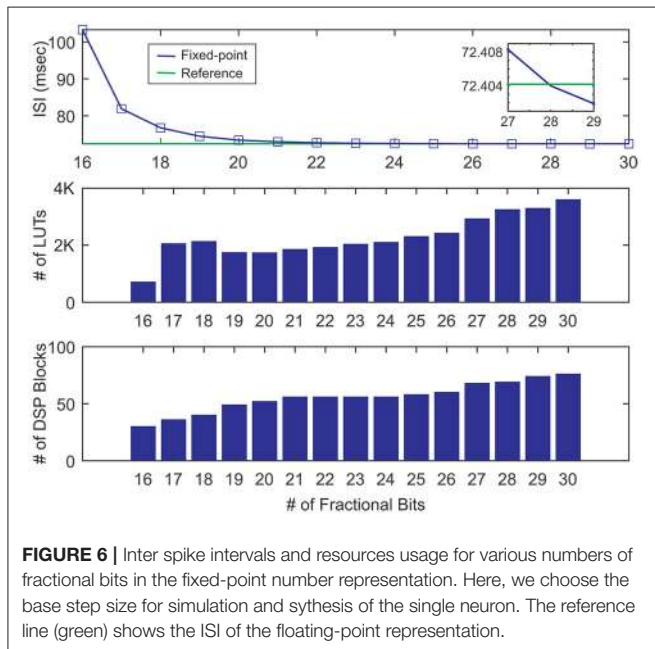 100
80
ISI (msec)
Fixed-point
Reference
72.408
72.404
27 28 29
16 18 20 22 24 26 28 30
4K
2K
0
# of LUTs
16 17 18 19 20 21 22 23 24 25 26 27 28 29 30
100
50
0
# of DSP Blocks
16 17 18 19 20 21 22 23 24 25 26 27 28 29 30
# of Fractional Bits
FIGURE 6 | Inter spike intervals and resources usage for various numbers of
fractional bits in the fixed-point number representation. Here, we choose the
base step size for simulation and sythesis of the single neuron. The reference
line (green) shows the ISI of the floating-point representation.